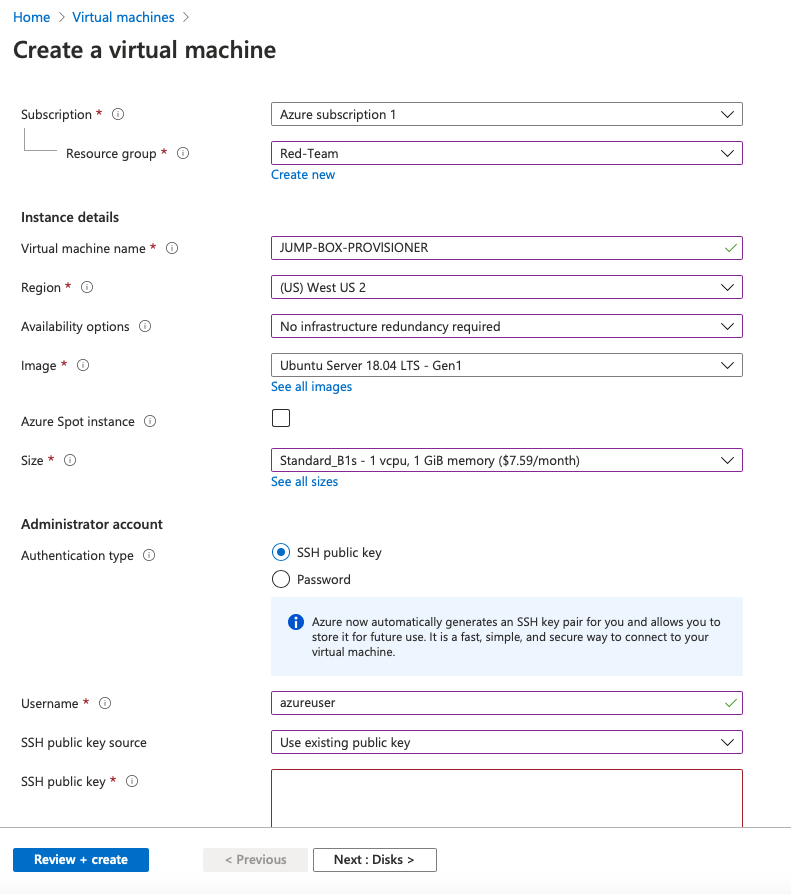 Home > Virtual machines >
Create a virtual machine
Subscription * Azure subscription 1
Resource group * Red-Team
Create new
Instance details
Virtual machine name * JUMP-BOX-PROVISIONER
Region * (US) West US 2
Availability options No infrastructure redundancy required
Image * Ubuntu Server 18.04 LTS - Gen1
See all images
Azure Spot instance
Size * Standard_B1s - 1 vcpu, 1 GiB memory ($7.59/month)
See all sizes
Administrator account
Authentication type SSH public key
Password
Azure now automatically generates an SSH key pair for you and allows you to
store it for future use. It is a fast, simple, and secure way to connect to your
virtual machine.
Username * azureuser
SSH public key source Use existing public key
SSH public key *
Review + create < Previous Next : Disks >